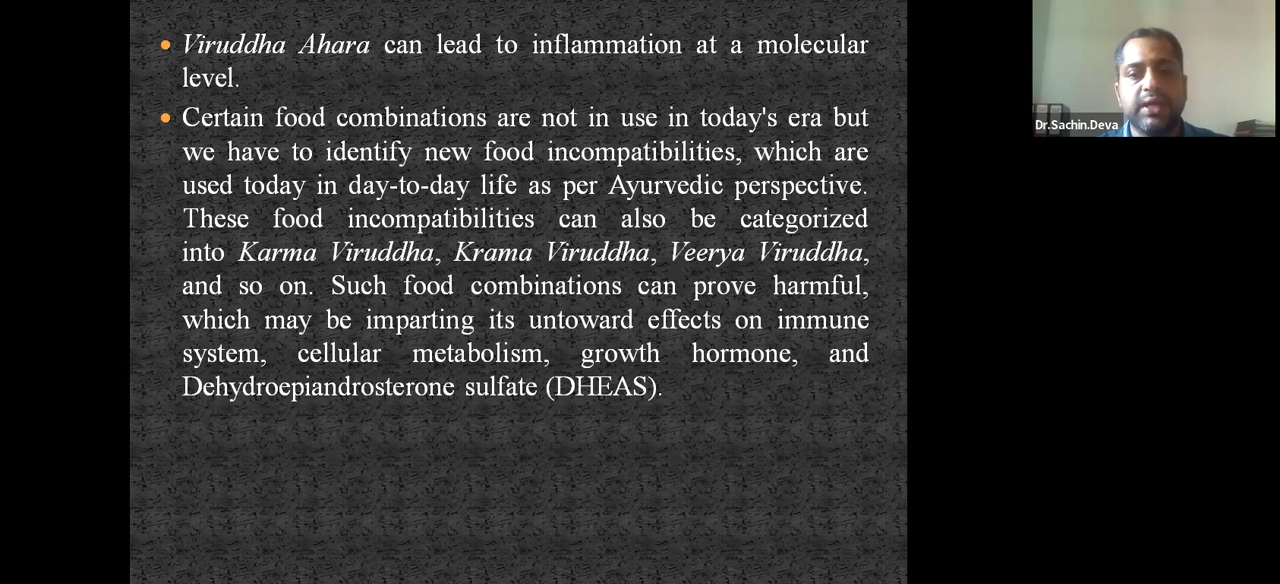 Viruddha Ahara can lead to inflammation at a molecular
level.
Certain food combinations are not in use in today's era but
we have to identify new food incompatibilities, which are
used today in day-to-day life as per Ayurvedic perspective.
These food incompatibilities can also be categorized
into Karma Viruddha, Krama Viruddha, Veerya Viruddha,
and so on. Such food combinations can prove harmful,
which may be imparting its untoward effects on immune
system, cellular metabolism, growth hormone, and
Dehydroepiandrosterone sulfate (DHEAS).
Dr.Sachin.Deva